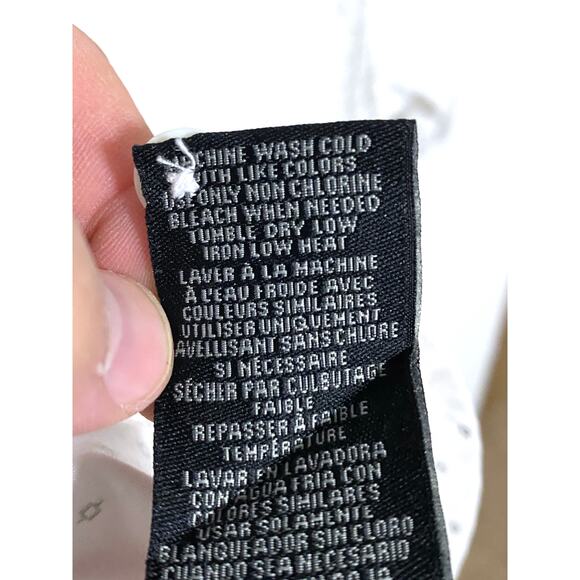 CHINE WASH COLD
WITH LIKE COLORS
USE ONLY NON CHLORINE
BLEACH WHEN NEEDED
TUMBLE DRY LOW
IRON LOW HEAT
LAVER À LA MACHINE
À L'EAU FROIDE AVEC
COULEURS SIMILAIRES
UTILISER UNIQUEMENT
AVELLISANT SANS CHLORE
SI NÉCESSAIRE
SÉCHER PAR CULBUTAGE
FAIBLE
REPASSER À FAIBLE
TEMPÉRATURE
LAVAR EN LAVADORA
CON AGUA FRIA CON
COLORES SIMILARES
USAR SOLAMENTE
BLANQUEADOR SIN CLORO
CUANDO SEA NECESARIO